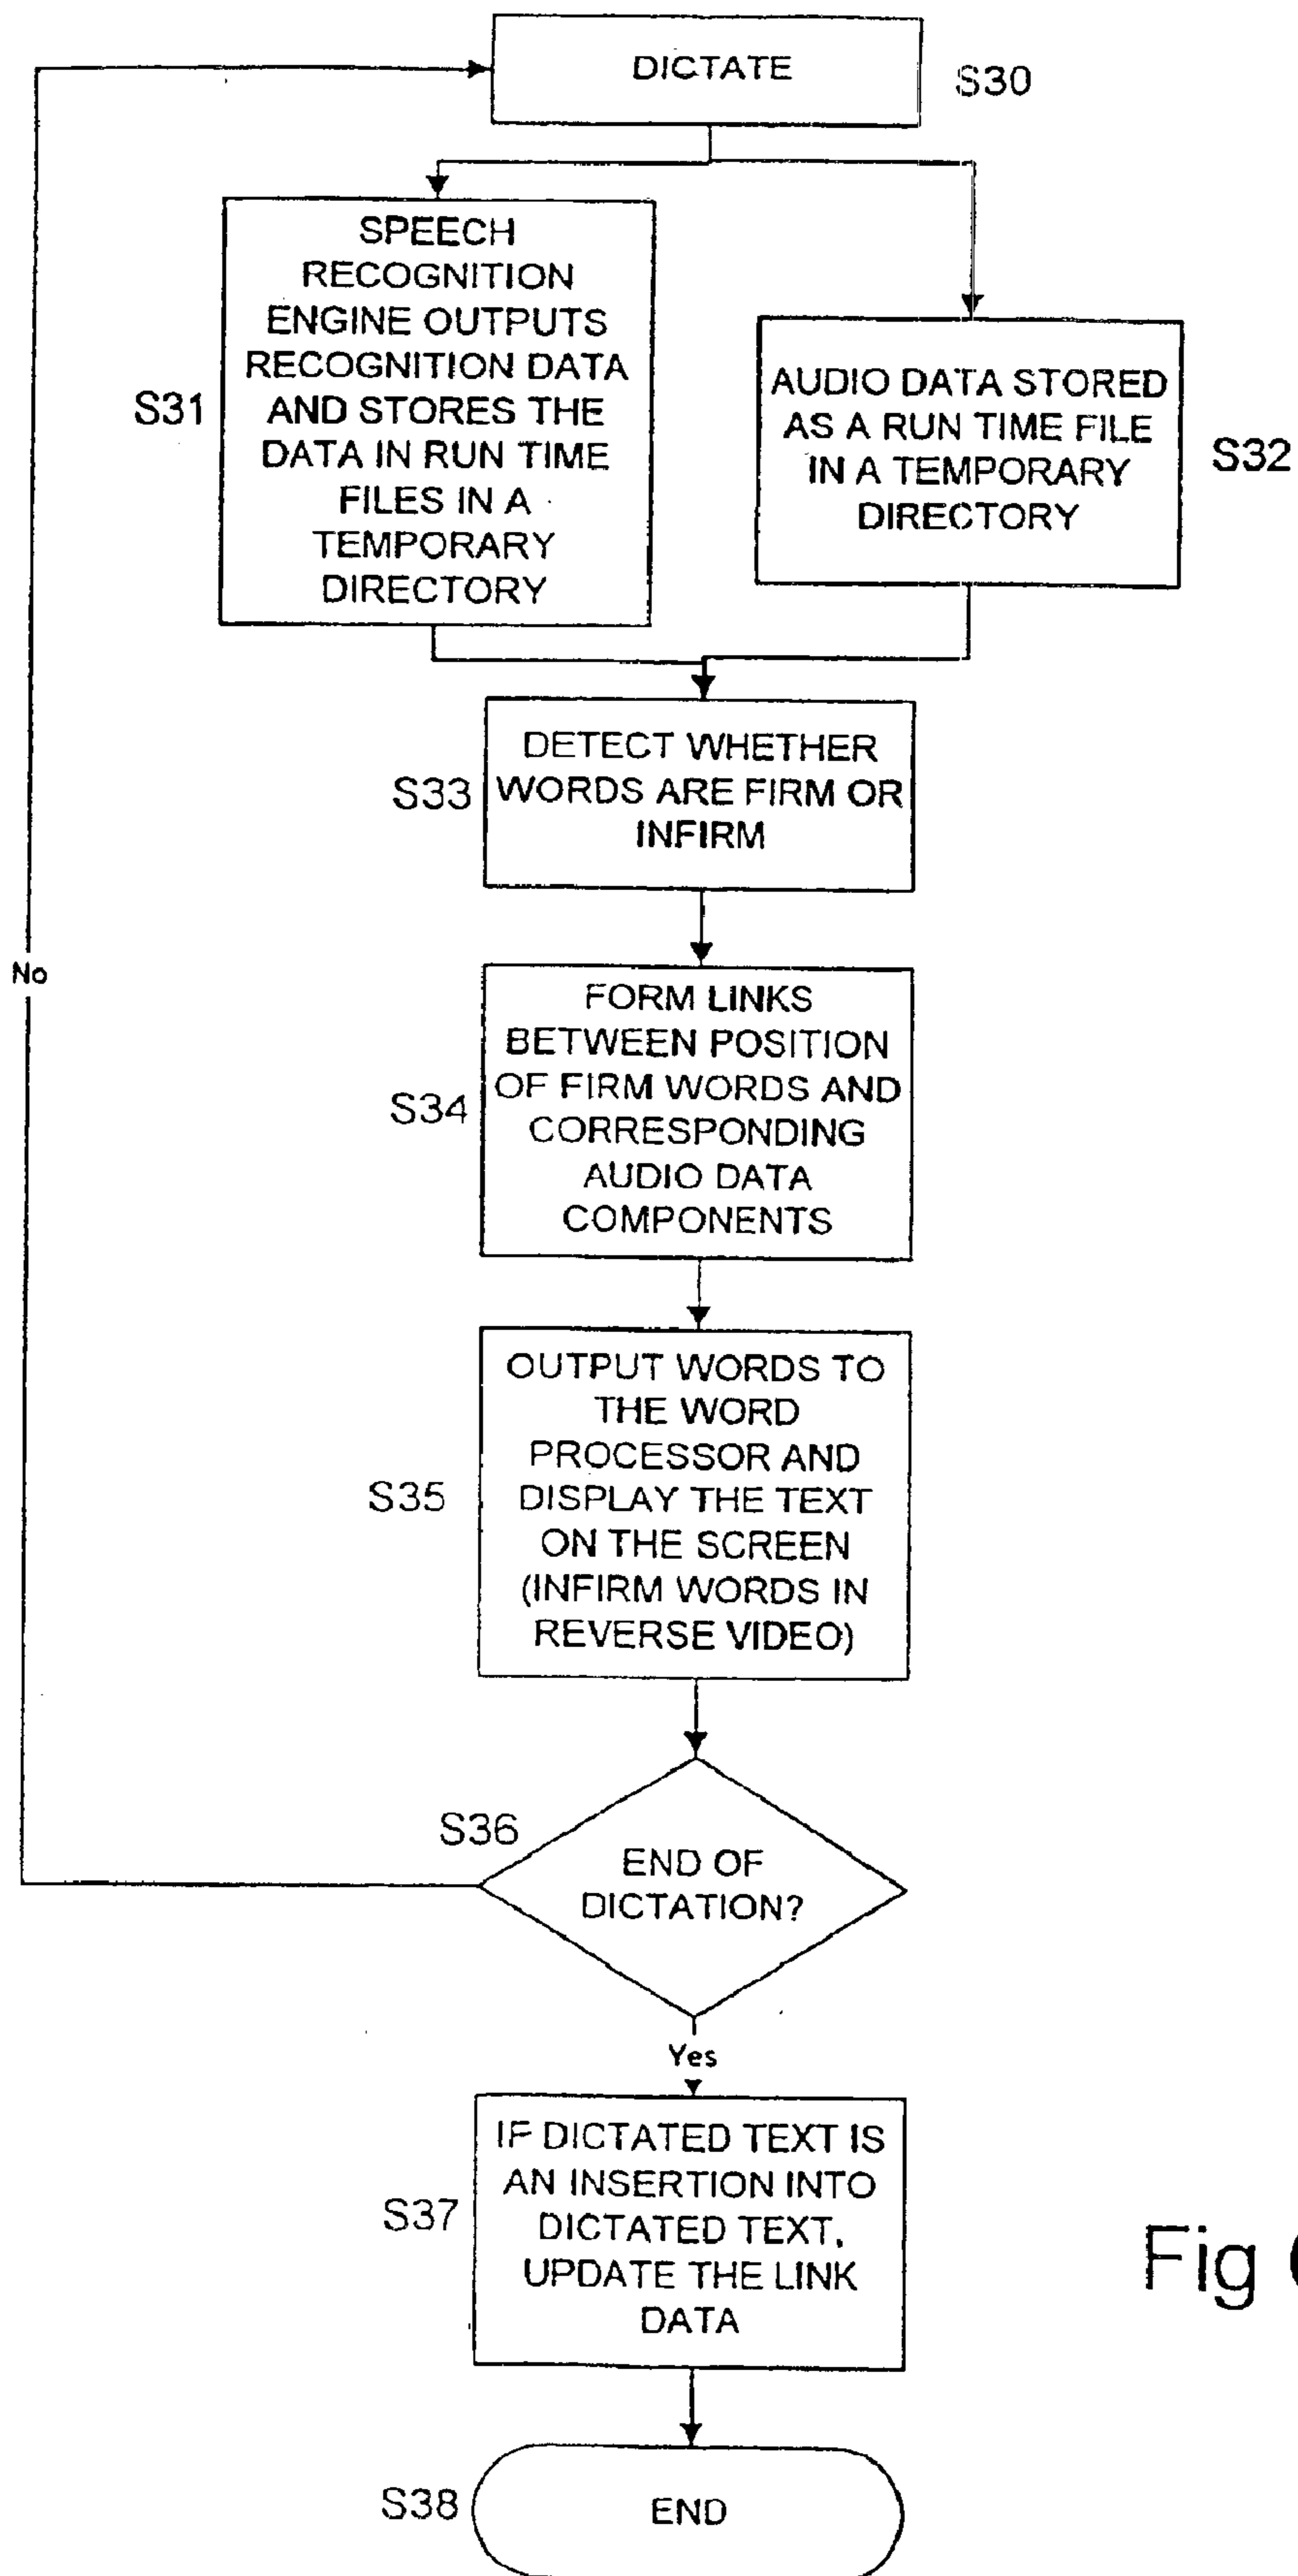 DICTATE
S30
SPEECH
RECOGNITION
ENGINE OUTPUTS
RECOGNITION DATA
AND STORES THE
DATA IN RUN TIME
FILES IN A
TEMPORARY
DIRECTORY
S31
AUDIO DATA STORED
AS A RUN TIME FILE
IN A TEMPORARY
DIRECTORY
S32
DETECT WHETHER
WORDS ARE FIRM OR
INFIRM
S33
No
FORM LINKS
BETWEEN POSITION
OF FIRM WORDS AND
CORRESPONDING
AUDIO DATA
COMPONENTS
S34
OUTPUT WORDS TO
THE WORD
PROCESSOR AND
DISPLAY THE TEXT
ON THE SCREEN
(INFIRM WORDS IN
REVERSE VIDEO)
S35
S36
END OF
DICTATION?
Yes
IF DICTATED TEXT IS
AN INSERTION INTO
DICTATED TEXT,
UPDATE THE LINK
DATA
S37
Fig
END
S38